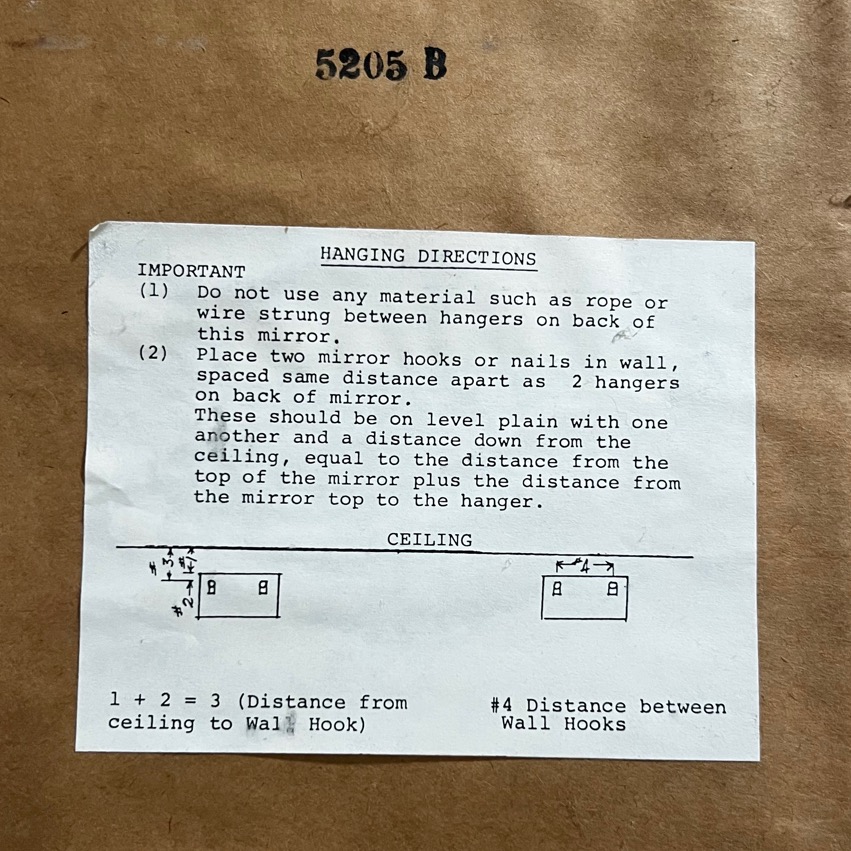 5205 B
HANGING DIRECTIONS
IMPORTANT
(1) Do not use any material such as rope or
wire strung between hangers on back of
this mirror.
(2) Place two mirror hooks or nails in wall,
spaced same distance apart as 2 hangers
on back of mirror.
These should be on level plain with one
another and a distance down from the
ceiling, equal to the distance from the
top of the mirror plus the distance from
the mirror top to the hanger.
CEILING
#3
#1
#2
#4
1 + 2 = 3 (Distance from
ceiling to Wall Hook)
#4 Distance between
Wall Hooks